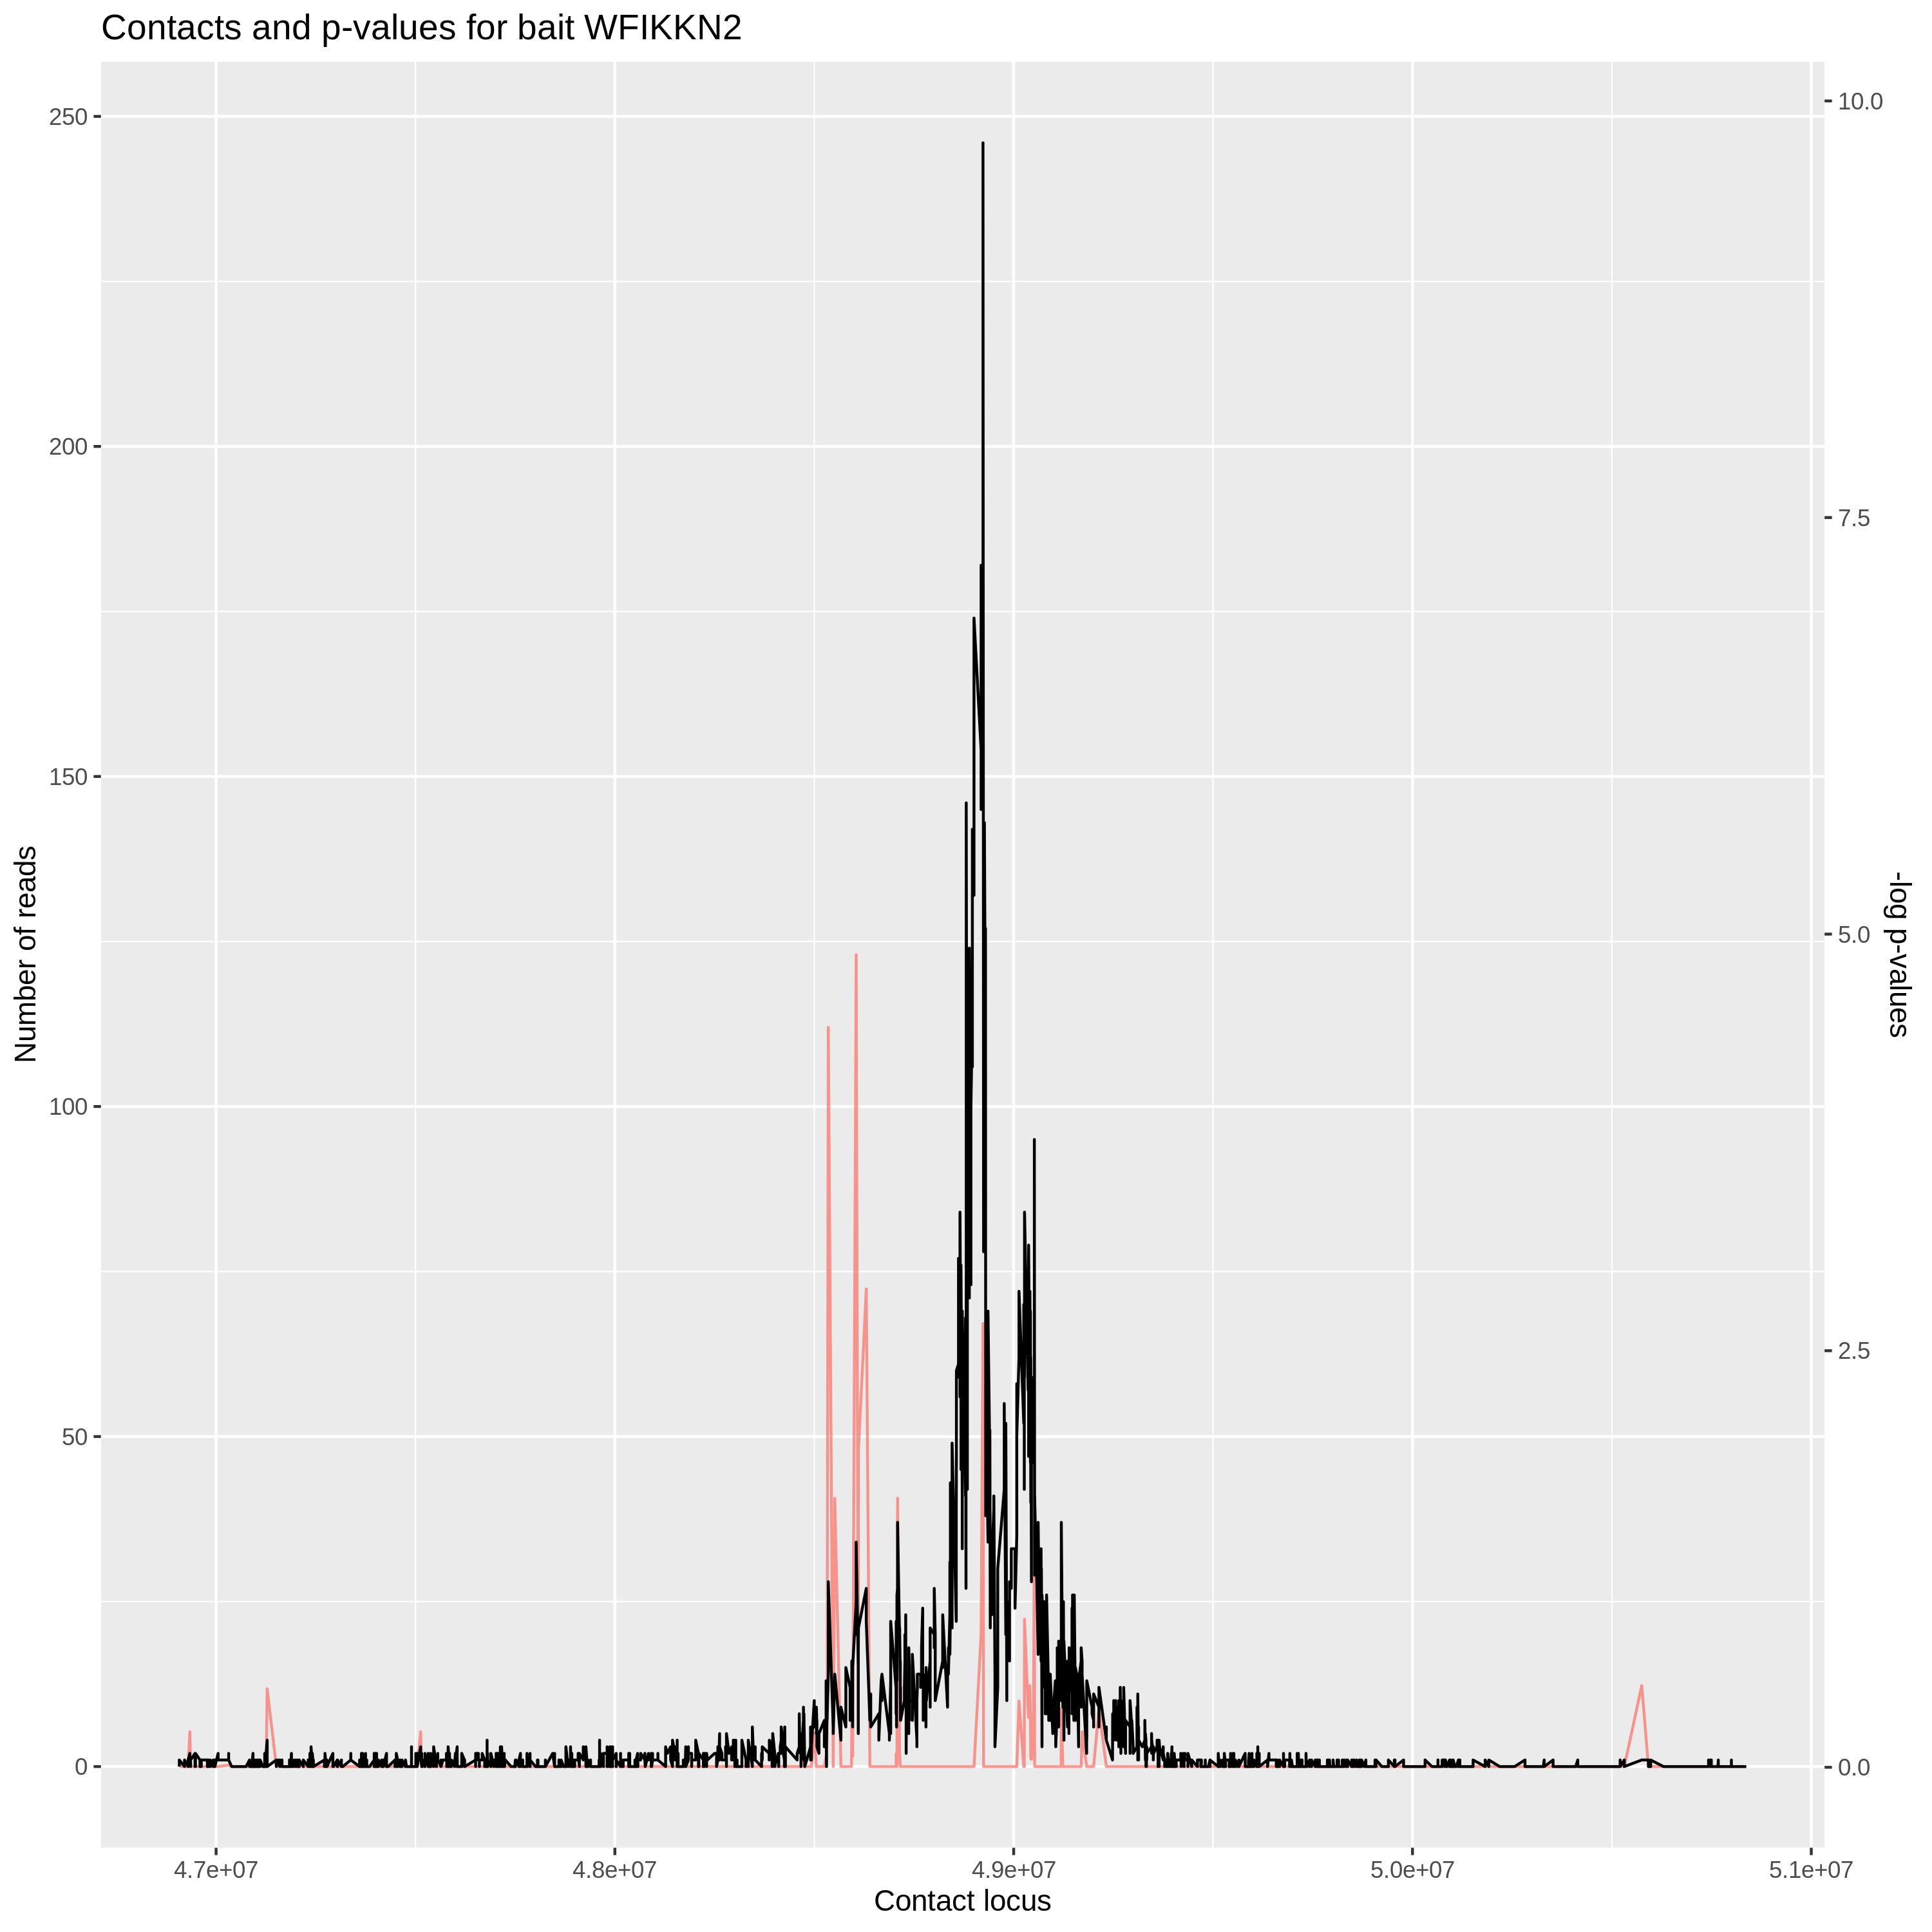 Contacts and p-values for bait WFIKKN2
250
200
150
100
50
0
Number of reads
10.0
7.5
5.0
2.5
0.0
-log p-values
4.7e+07
4.8e+07
4.9e+07
5.0e+07
5.1e+07
Contact locus